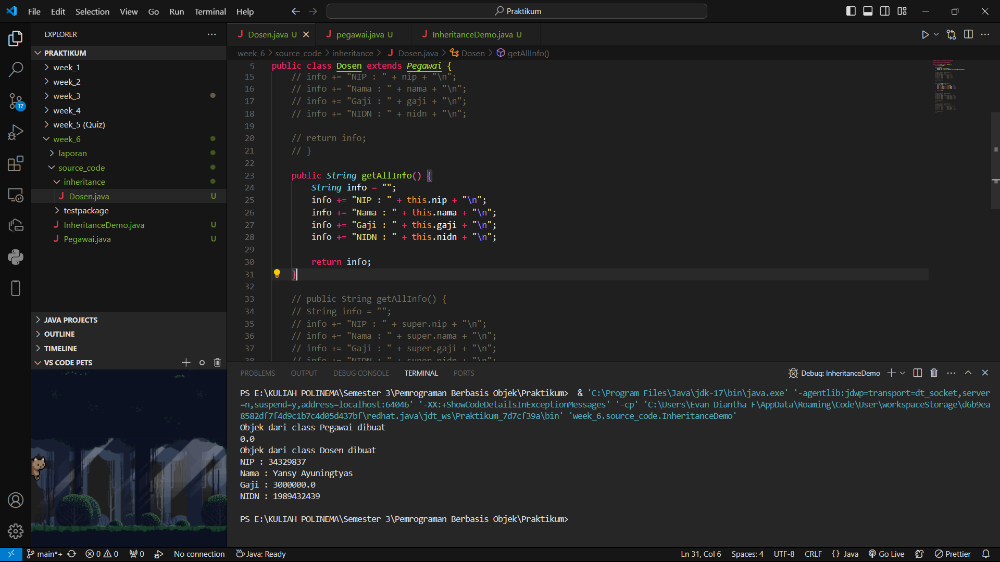 File Edit Selection View Go Run Terminal Help
Praktikum
EXPLORER
PRAKTIKUM
week_1
week_2
week_3
week_4
week_5 (Quiz)
week_6
laporan
source_code
inheritance
J Dosen.java U
testpackage
J InheritanceDemo.java U
J Pegawai.java U
JAVA PROJECTS
OUTLINE
TIMELINE
VS CODE PETS
17
J Dosen.java U
J pegawai.java U
J InheritanceDemo.java U
week_6 > source_code > inheritance > J Dosen.java > Dosen > getAllInfo()
5 public class Dosen extends Pegawai {
15 // info += "NIP : " + nip + "\n";
16 // info += "Nama : " + nama + "\n";
17 // info += "Gaji : " + gaji + "\n";
18 // info += "NIDN : " + nidn + "\n";
19
20 // return info;
21 // }
22
23 public String getAllInfo() {
24 String info = "";
25 info += "NIP : " + this.nip + "\n";
26 info += "Nama : " + this.nama + "\n";
27 info += "Gaji : " + this.gaji + "\n";
28 info += "NIDN : " + this.nidn + "\n";
29
30 return info;
31 }
32
33 // public String getAllInfo() {
34 // String info = "";
35 // info += "NIP : " + super.nip + "\n";
36 // info += "Nama : " + super.nama + "\n";
37 // info += "Gaji : " + super.gaji + "\n";
38 // info += "NIDN : " + super.nidn + "\n";
PROBLEMS OUTPUT DEBUG CONSOLE TERMINAL PORTS
Debug: InheritanceDemo
PS E:\KULIAH POLINEMA\Semester 3\Pemrograman Berbasis Objek\Praktikum> & 'C:\Program Files\Java\jdk-17\bin\java.exe' '-agentlib:jdwp=transport=dt_socket,server
=n,suspend=y,address=localhost:64046' '-XX:+ShowCodeDetailsInExceptionMessages' '-cp' 'C:\Users\Evan Diantha F\AppData\Roaming\Code\User\workspaceStorage\d6b9ea
8582df7f4d9c1b7c4d05d437bf\redhat.java\jdt_ws\Praktikum_7d7cf39a\bin' 'week_6.source_code.InheritanceDemo'
Objek dari class Pegawai dibuat
0.0
Objek dari class Dosen dibuat
NIP : 34329837
Nama : Yansy Ayuningtyas
Gaji : 3000000.0
NIDN : 1989432439
PS E:\KULIAH POLINEMA\Semester 3\Pemrograman Berbasis Objek\Praktikum>
main*+ 0 0 0 No connection Java: Ready
Ln 31, Col 6 Spaces: 4 UTF-8 CRLF {} Java Go Live Prettier